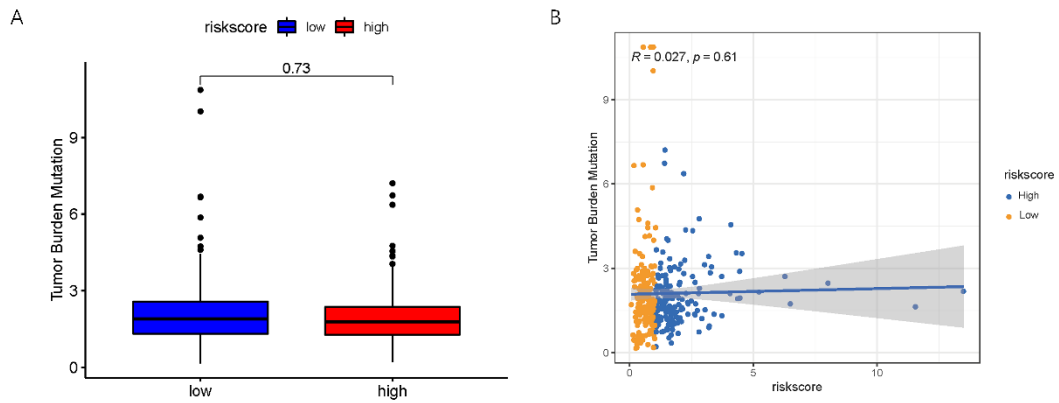 A
riskscore low high
0.73
Tumor Burden Mutation
9
6
3
0
low high
B
R = 0.027, p = 0.61
Tumor Burden Mutation
9
6
3
0
0 5 10
riskscore
riskscore
High
Low